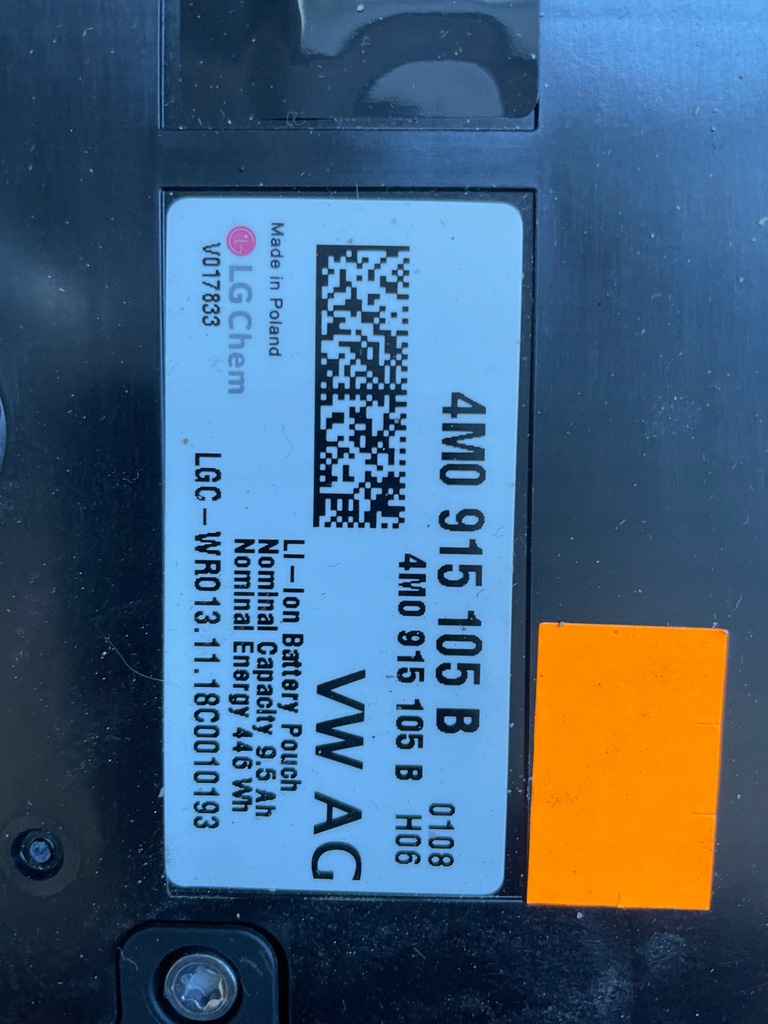 4M0 915 105 B
4M0 915 105 B
0108
H06
VW AG
Made in Poland
LG Chem
V017833
LI-Ion Battery Pouch
Nominal Capacity 9.5 Ah
Nominal Energy 446 Wh
LGC-WR013.11.18C0010193